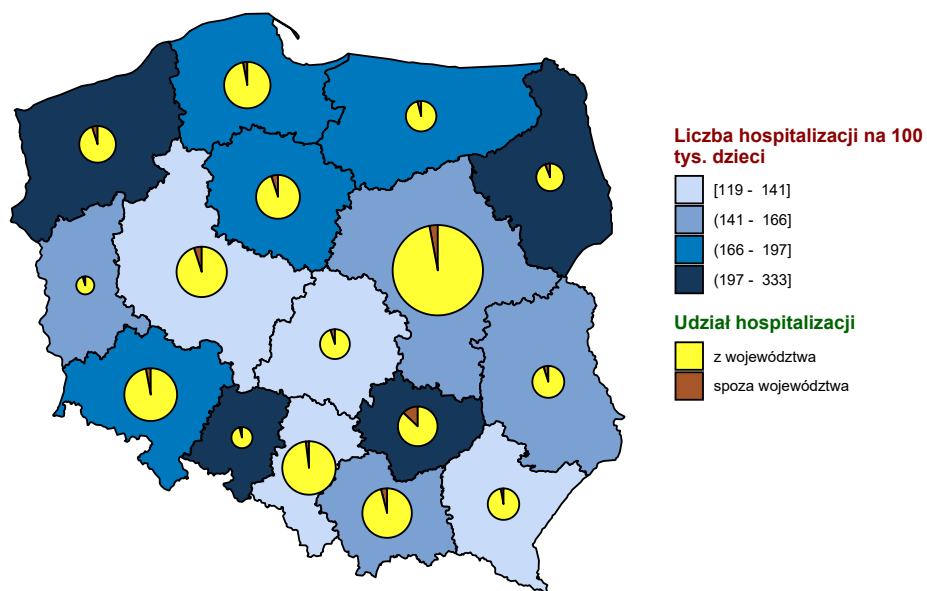 Liczba hospitalizacji na 100
tys. dzieci
[119 - 141]
(141 - 166]
(166 - 197]
(197 - 333]
Udział hospitalizacji
z województwa
spoza województwa